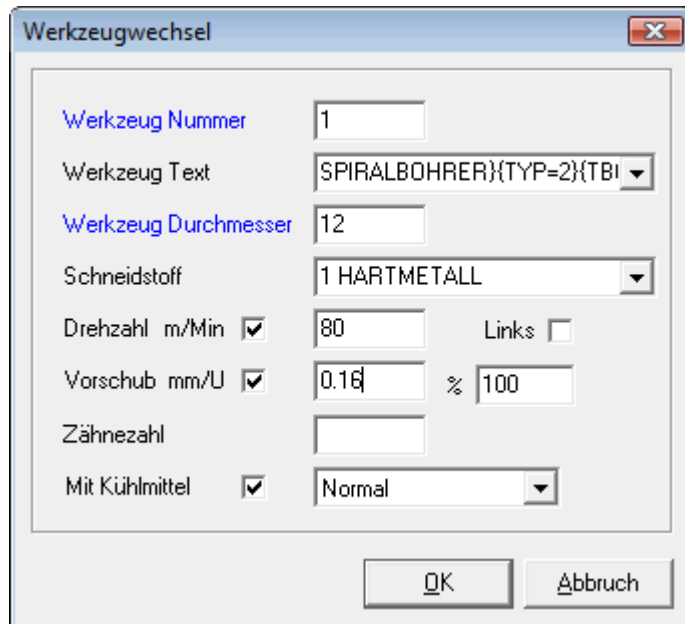 Werkzeugwechsel
Werkzeug Nummer 1
Werkzeug Text SPIRALBOHRER}{TYP=2}{TB(
Werkzeug Durchmesser 12
Schneidstoff 1 HARTMETALL
Drehzahl m/Min 80 Links
Vorschub mm/U 0.16 % 100
Zähnezahl
Mit Kühlmittel Normal
OK Abbruch